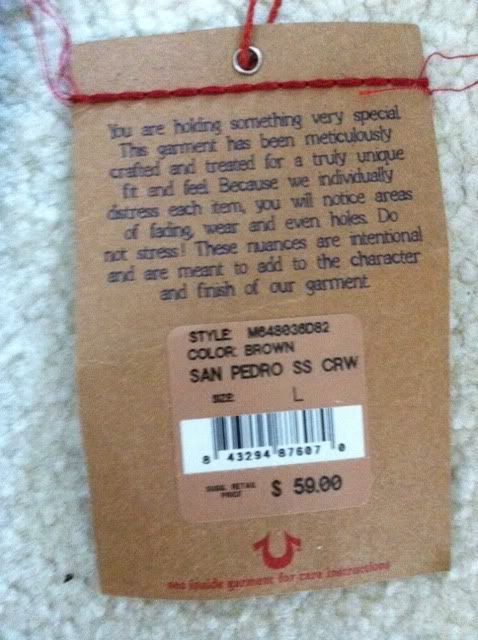 You are holding something very special.
This garment has been meticulously
crafted and treated for a truly unique
fit and feel. Because we individually
distress each item, you will notice areas
of fading, wear and even holes. Do
not stress! These nuances are intentional
and are meant to add to the character
and finish of our garment.
STYLE: M648036D82
COLOR: BROWN
SAN PEDRO SS CRW
SIZE: L
8 43294 87607 0
SUGG. RETAIL
PRICE $ 59.00
see inside garment for care instructions